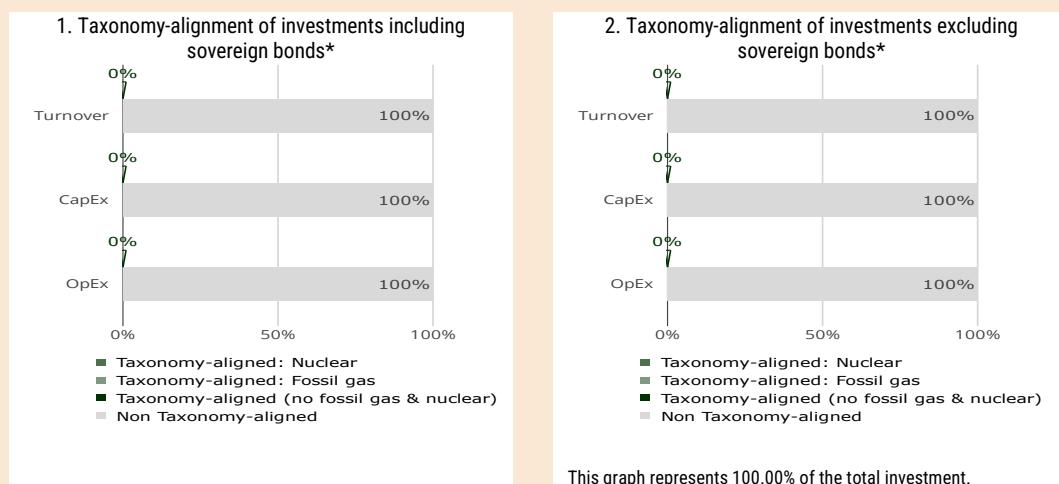 1. Taxonomy-alignment of investments including
sovereign bonds*
0%
Turnover
100%
0%
CapEx
100%
0%
OpEx
100%
0%
50%
100%
Taxonomy-aligned: Nuclear
Taxonomy-aligned: Fossil gas
Taxonomy-aligned (no fossil gas & nuclear)
Non Taxonomy-aligned
2. Taxonomy-alignment of investments excluding
sovereign bonds*
0%
Turnover
100%
0%
CapEx
100%
0%
OpEx
100%
0%
50%
100%
Taxonomy-aligned: Nuclear
Taxonomy-aligned: Fossil gas
Taxonomy-aligned (no fossil gas & nuclear)
Non Taxonomy-aligned
This graph represents 100.00% of the total investment.